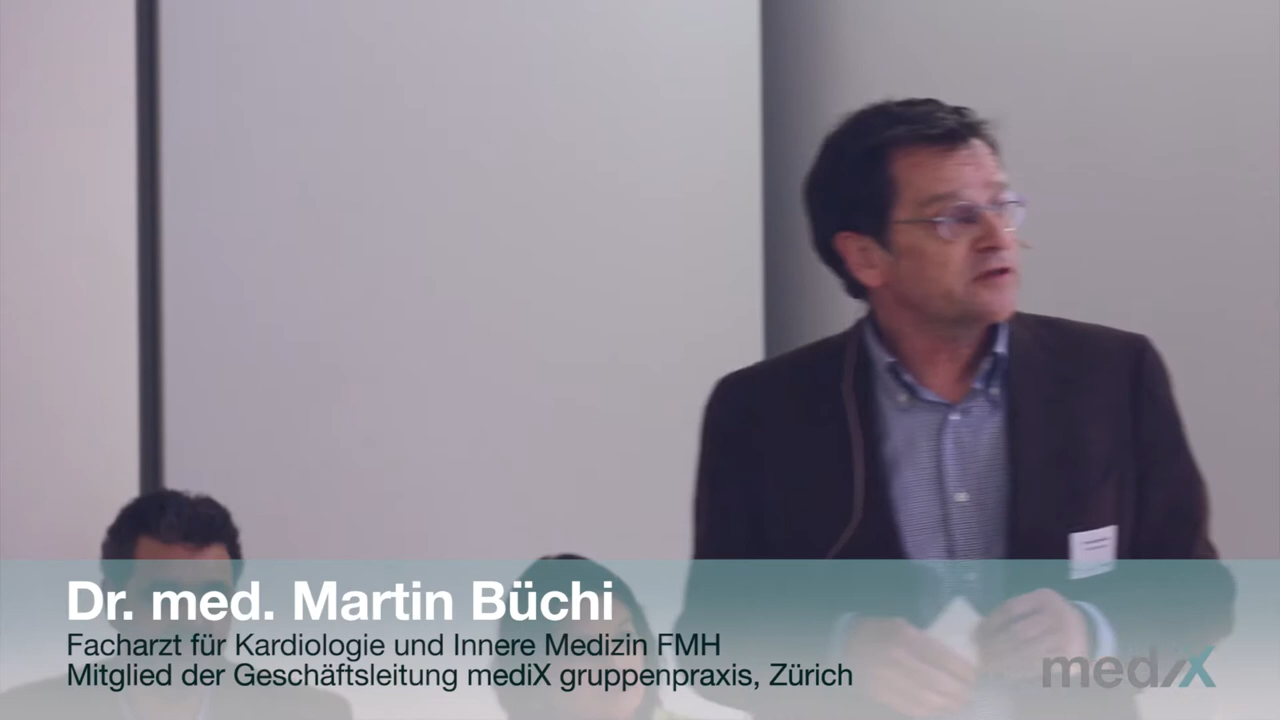 Dr. med. Martin Büchi
Facharzt für Kardiologie und Innere Medizin FMH
Mitglied der Geschäftsleitung mediX gruppenpraxis, Zürich
mediX